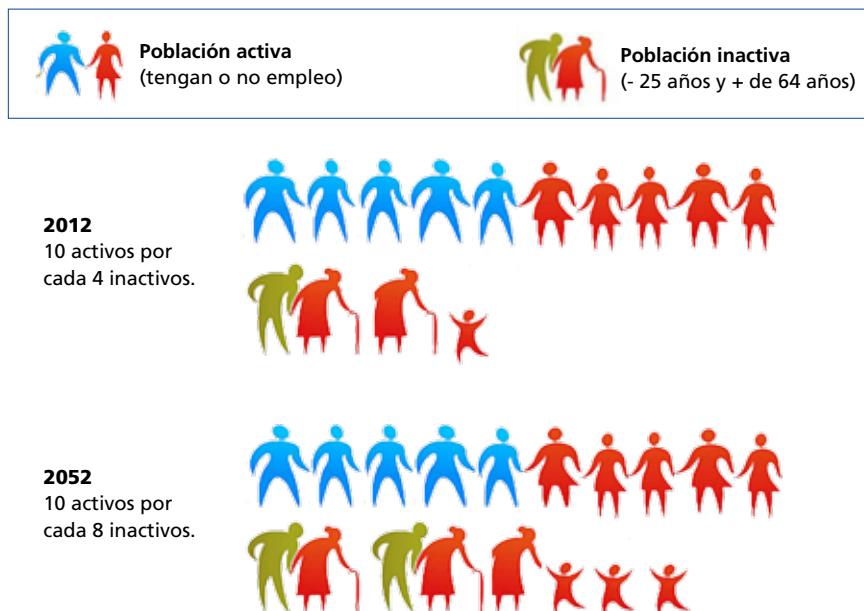 Población activa
(tengan o no empleo)
Población inactiva
(- 25 años y + de 64 años)
2012
10 activos por
cada 4 inactivos.
2052
10 activos por
cada 8 inactivos.